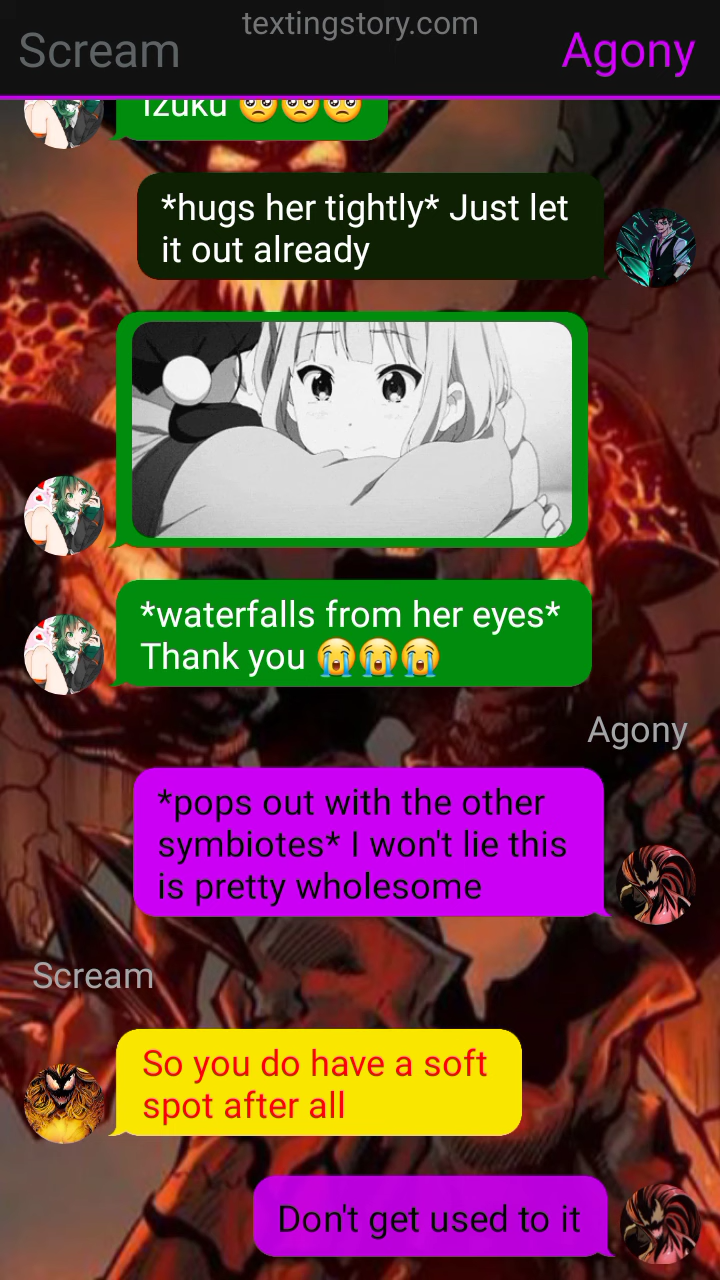 textingstory.com
Scream
Agony
Izuku 🥺🥺🥺
*hugs her tightly* Just let
it out already
*waterfalls from her eyes*
Thank you 😭😭😭
Agony
*pops out with the other
symbiotes* I won't lie this
is pretty wholesome
Scream
So you do have a soft
spot after all
Don't get used to it